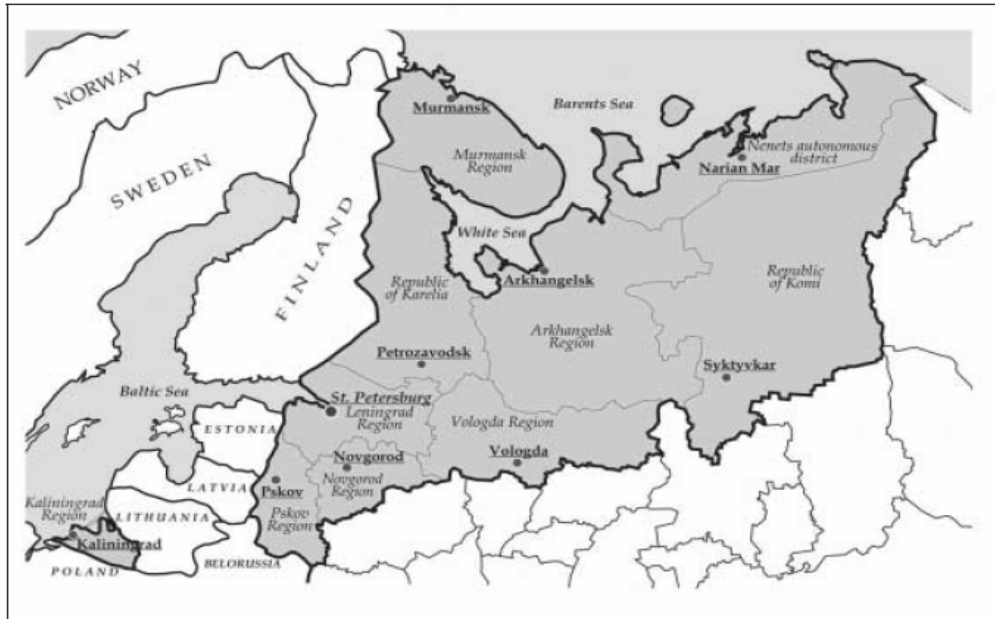 NORWAY
SWEDEN
FINLAND
Murmansk
Murmansk
Region
Barents Sea
Nenets autonomous
district
Narian Mar
White Sea
Arkhangelsk
Republic
of Karelia
Republic
of Komi
Arkhangelsk
Region
Petrozavodsk
Syktyvkar
Baltic Sea
St. Petersburg
Leningrad
Region
Vologda Region
ESTONIA
Novgorod
Vologda
LATVIA
Pskov
Novgorod
Region
Kaliningrad
Region
LITHUANIA
Pskov
Region
Kaliningrad
POLAND
BELORUSSIA